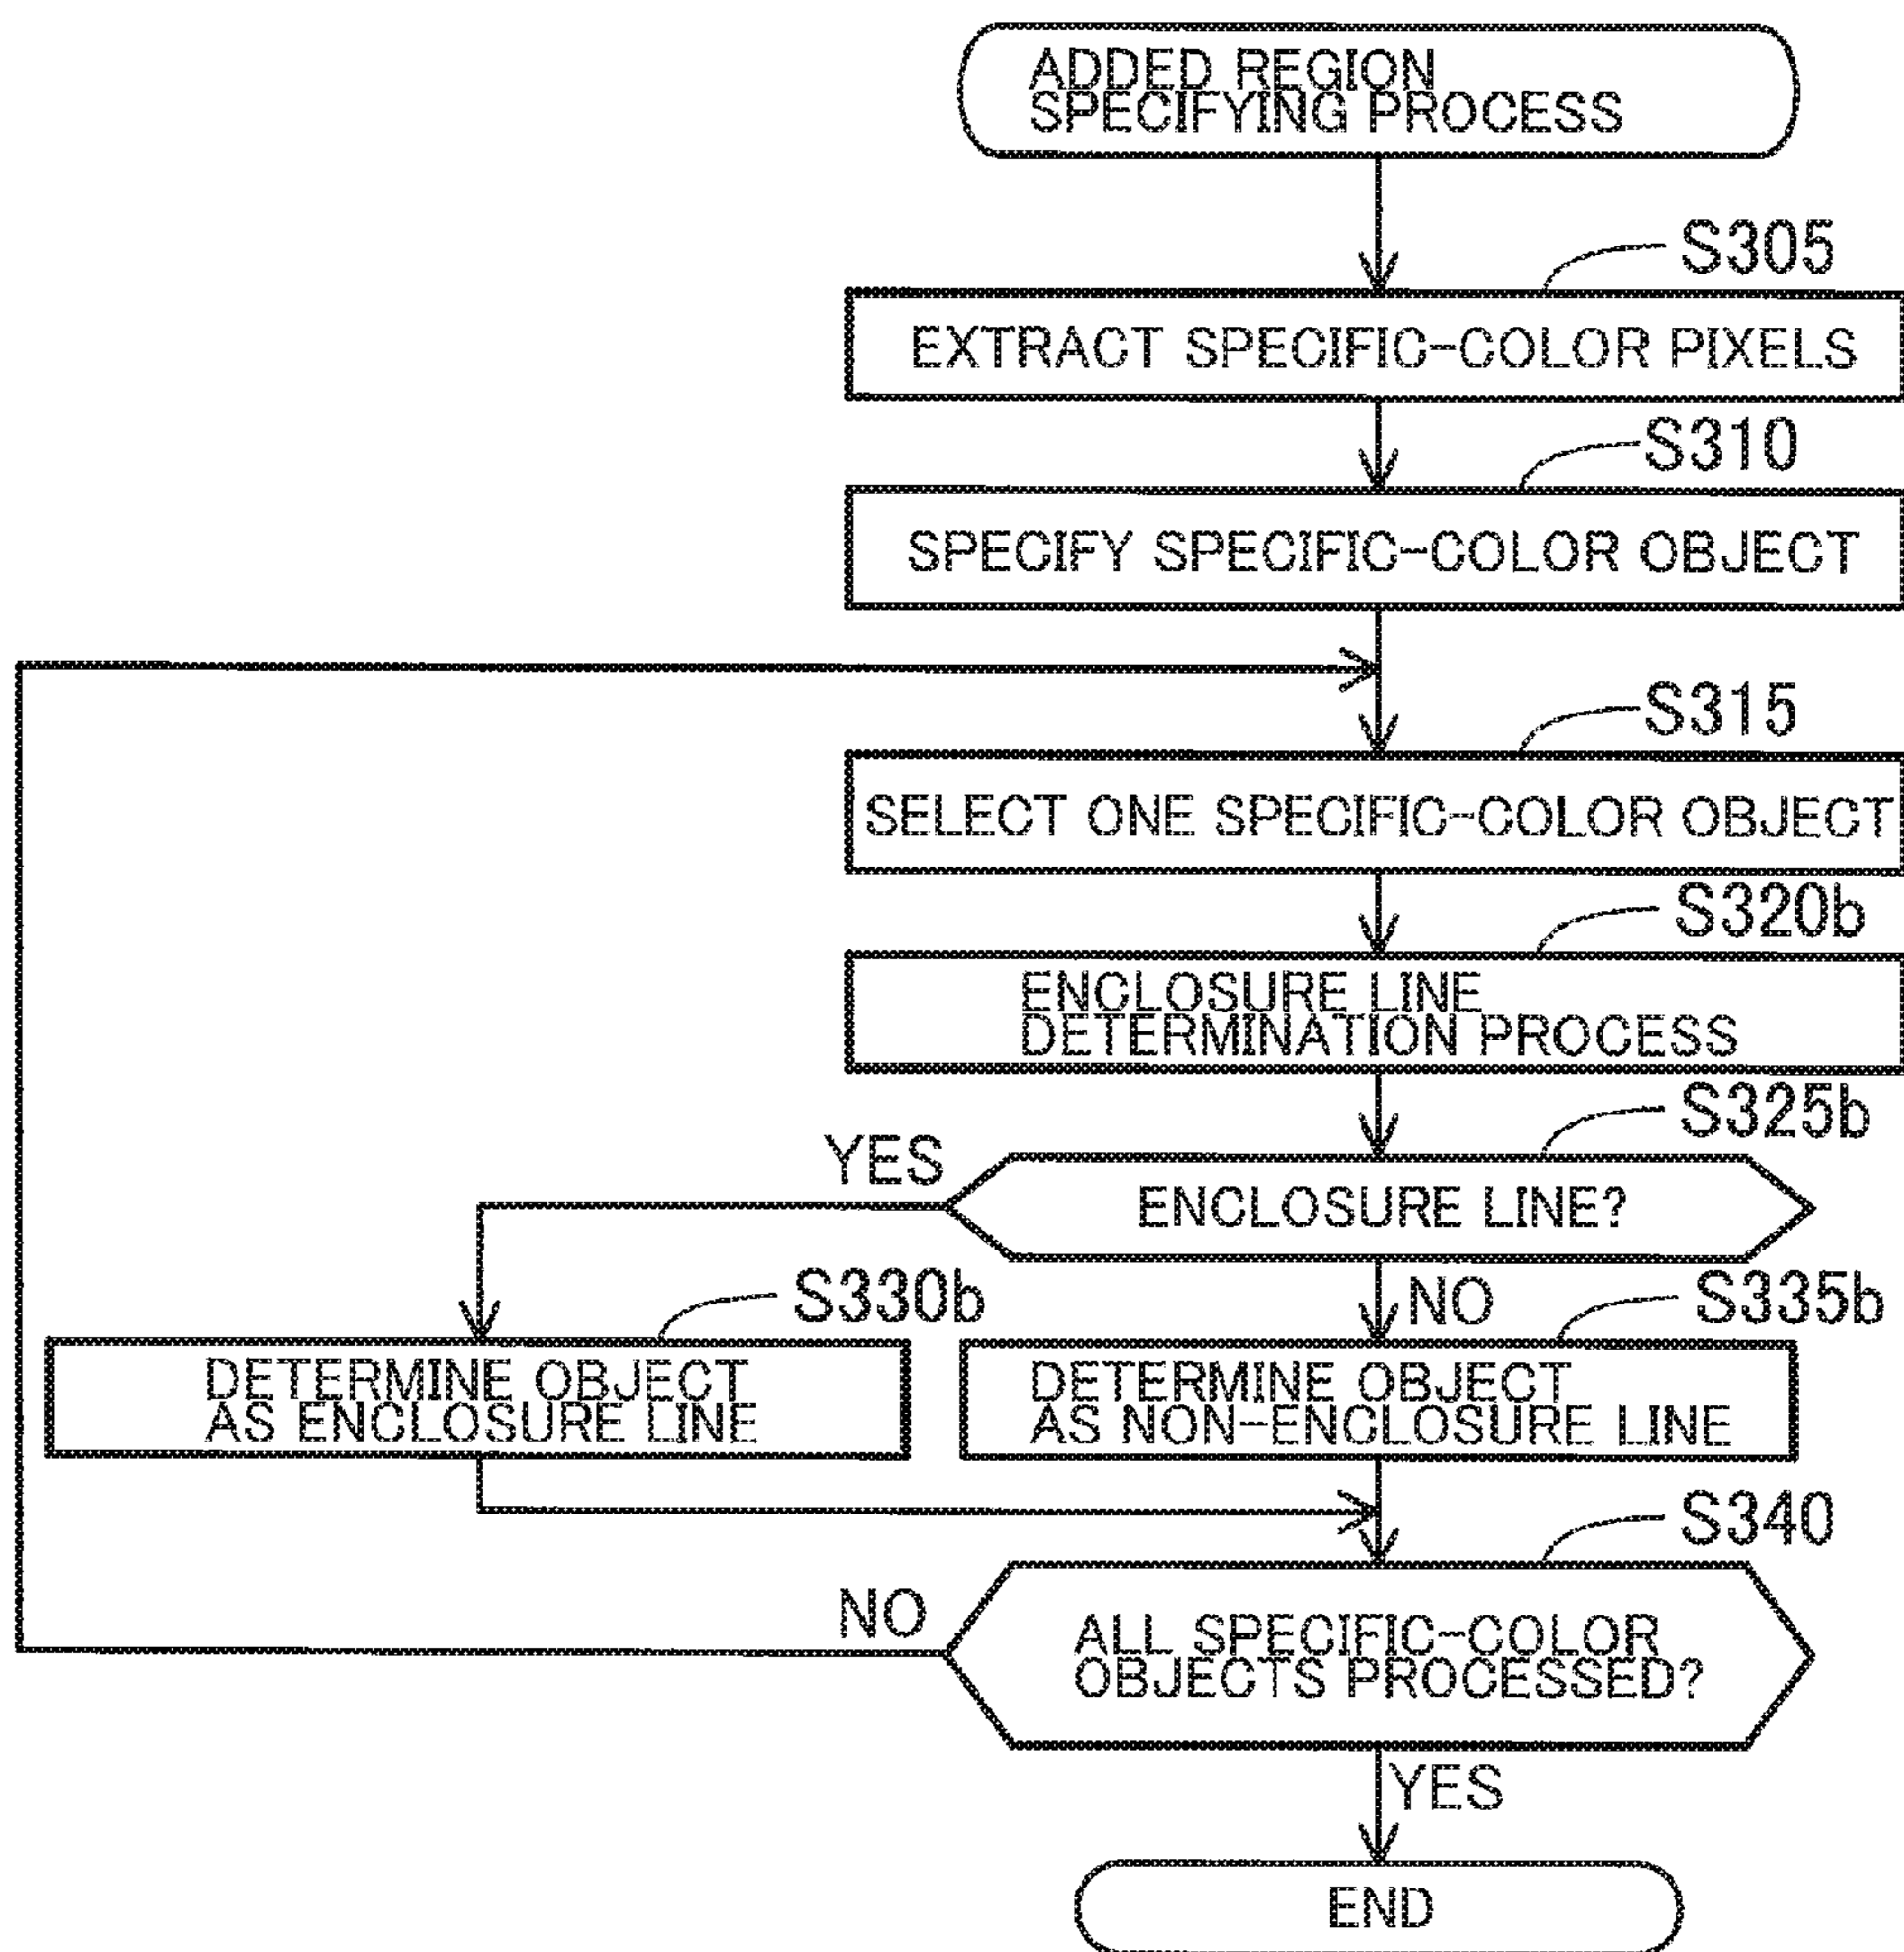 ADDED REGION
SPECIFYING PROCESS
S305
EXTRACT SPECIFIC-COLOR PIXELS
S310
SPECIFY SPECIFIC-COLOR OBJECT
S315
SELECT ONE SPECIFIC-COLOR OBJECT
S320b
ENCLOSURE LINE
DETERMINATION PROCESS
S325b
YES
ENCLOSURE LINE?
NO
S330b
S335b
DETERMINE OBJECT
AS ENCLOSURE LINE
DETERMINE OBJECT
AS NON-ENCLOSURE LINE
S340
NO
ALL SPECIFIC-COLOR
OBJECTS PROCESSED?
YES
END